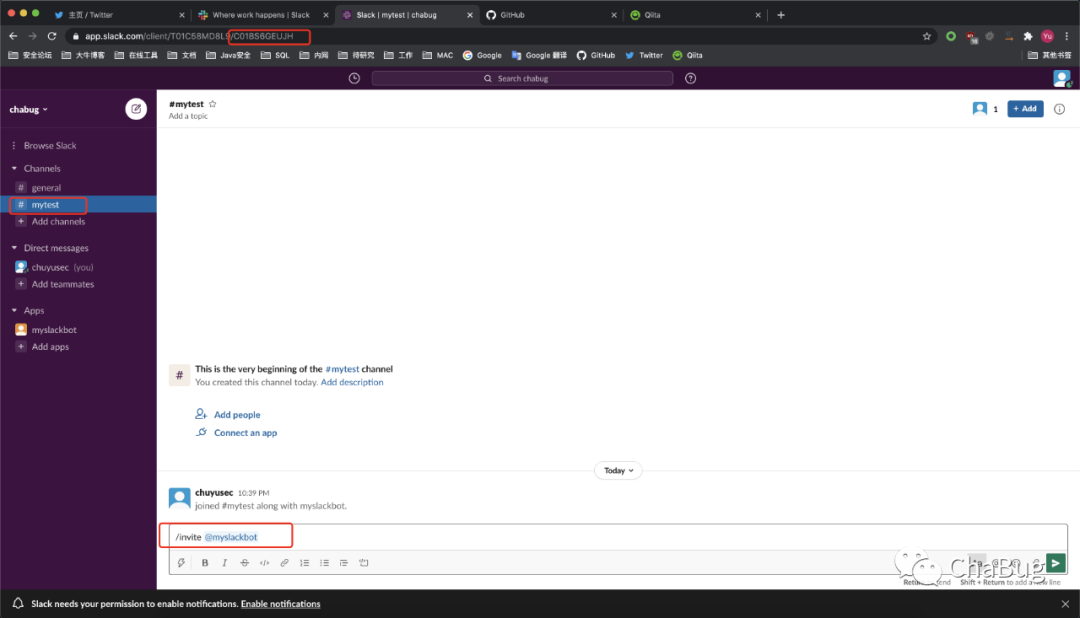 主页 / Twitter
Where work happens | Slack
Slack | mytest | chabug
GitHub
Qiita
app.slack.com/client/T01C58MD8L9/C01BS6GEUJH
Yu
安全论坛 大牛博客 在线工具 文档 Java安全 SQL 内网 待研究 工作 MAC Google Google 翻译 GitHub Twitter Qiita 其他书签
Search chabug
chabug
#mytest
Add a topic
1
+ Add
Browse Slack
Channels
# general
# mytest
+ Add channels
Direct messages
chuyusec (you)
+ Add teammates
Apps
myslackbot
+ Add apps
# This is the very beginning of the #mytest channel
You created this channel today. Add description
Add people
Connect an app
Today
chuyusec 10:39 PM
joined #mytest along with myslackbot.
/invite @myslackbot
B I
ChaBug
Shift + Return to add a new line
Slack needs your permission to enable notifications. Enable notifications